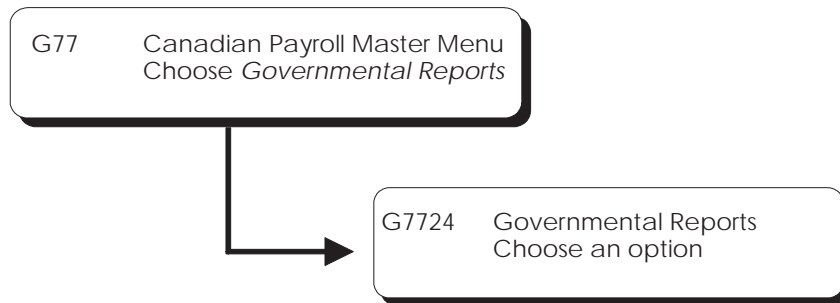 G77 Canadian Payroll Master Menu
Choose Governmental Reports
G7724 Governmental Reports
Choose an option